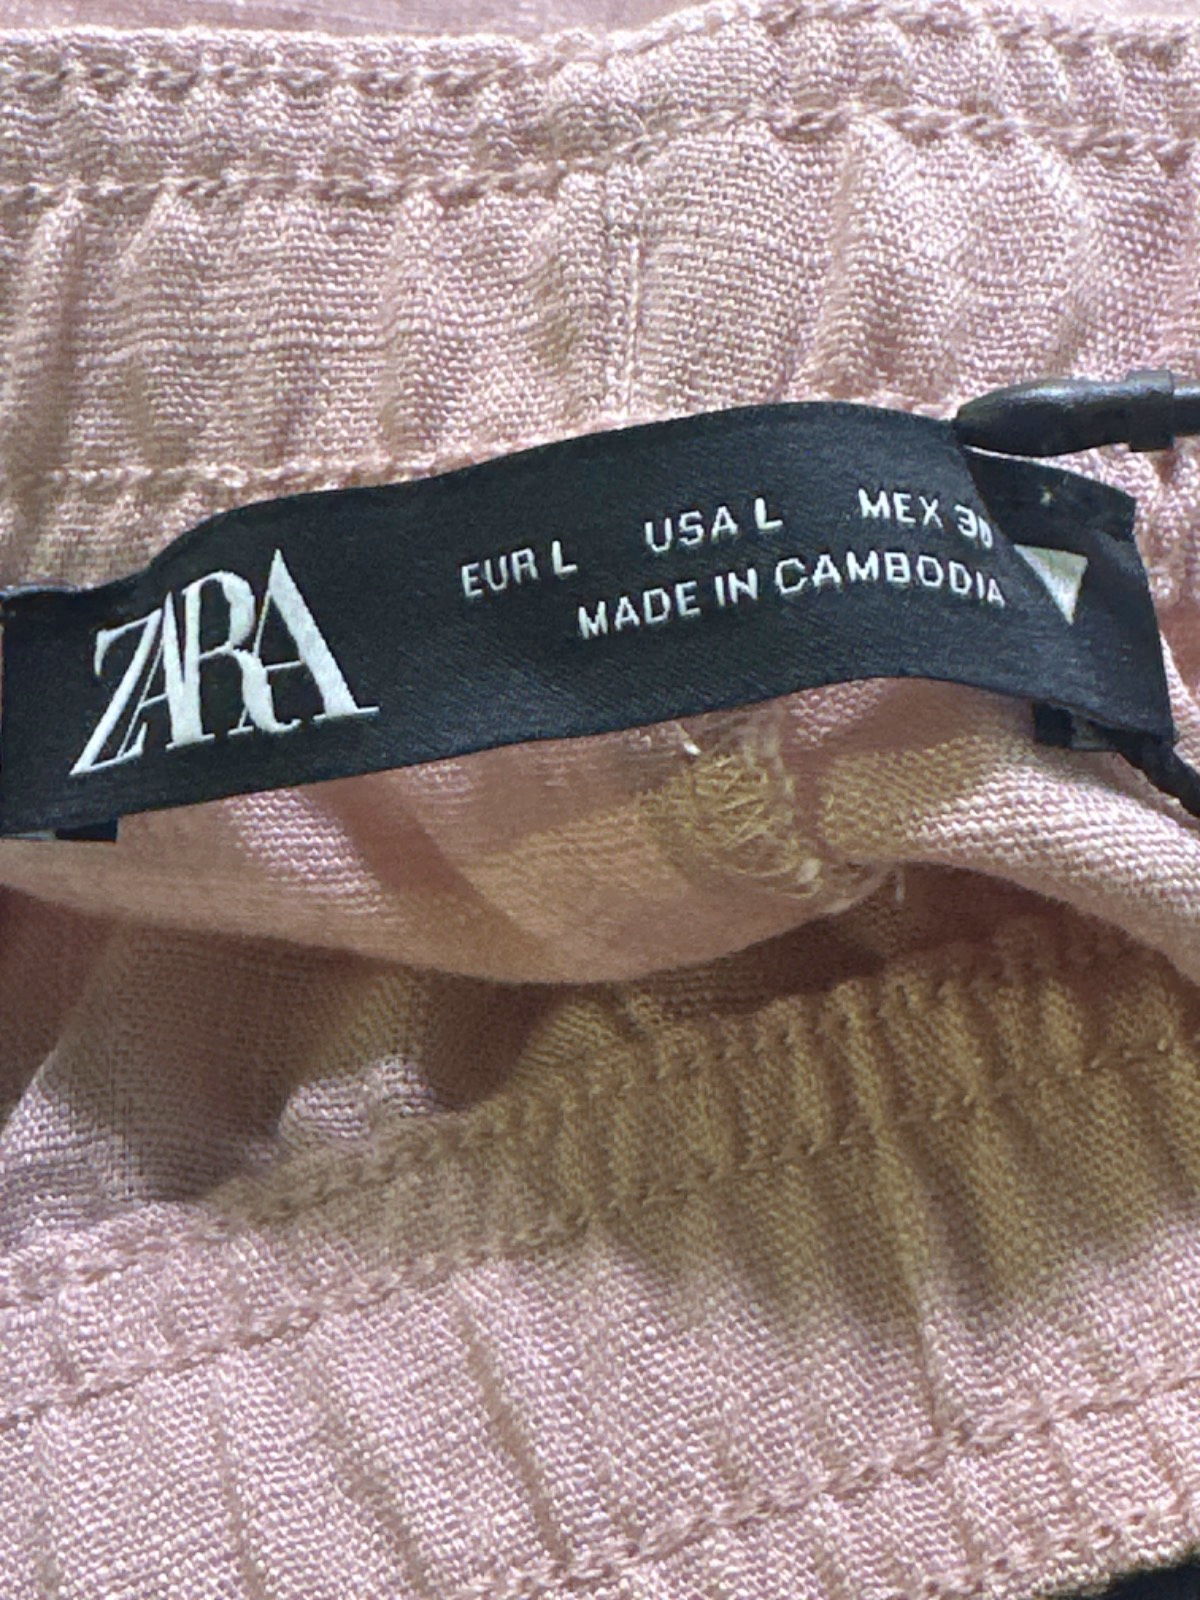 ZARA
EUR L USA L MEX 30
MADE IN CAMBODIA